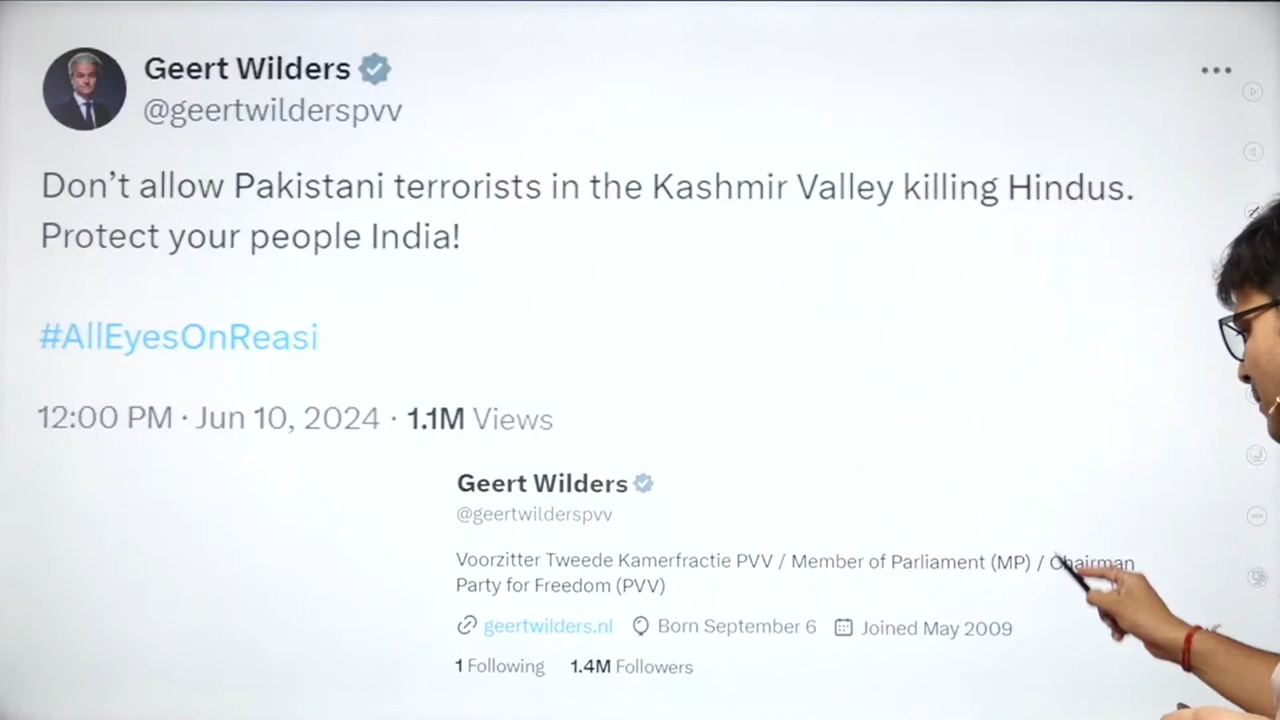 Geert Wilders
@geertwilderspvv
Don’t allow Pakistani terrorists in the Kashmir Valley killing Hindus.
Protect your people India!
#AllEyesOnReasi
12:00 PM · Jun 10, 2024 · 1.1M Views
Geert Wilders
@geertwilderspvv
Voorzitter Tweede Kamerfractie PVV / Member of Parliament (MP) / Chairman
Party for Freedom (PVV)
geertwilders.nl Born September 6 Joined May 2009
1 Following 1.4M Followers